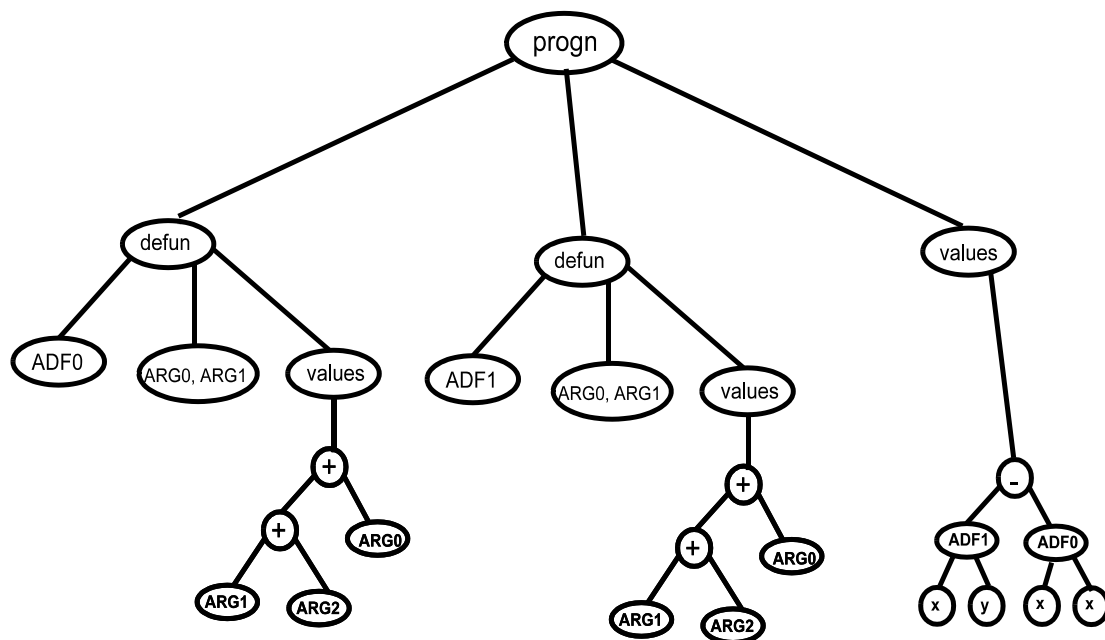 progn
defun
defun
values
ADF0
ARG0, ARG1
values
ADF1
ARG0, ARG1
values
+
+
-
+
ARG0
+
ARG0
ADF1
ADF0
ARG1
ARG2
ARG1
ARG2
x
y
x
x